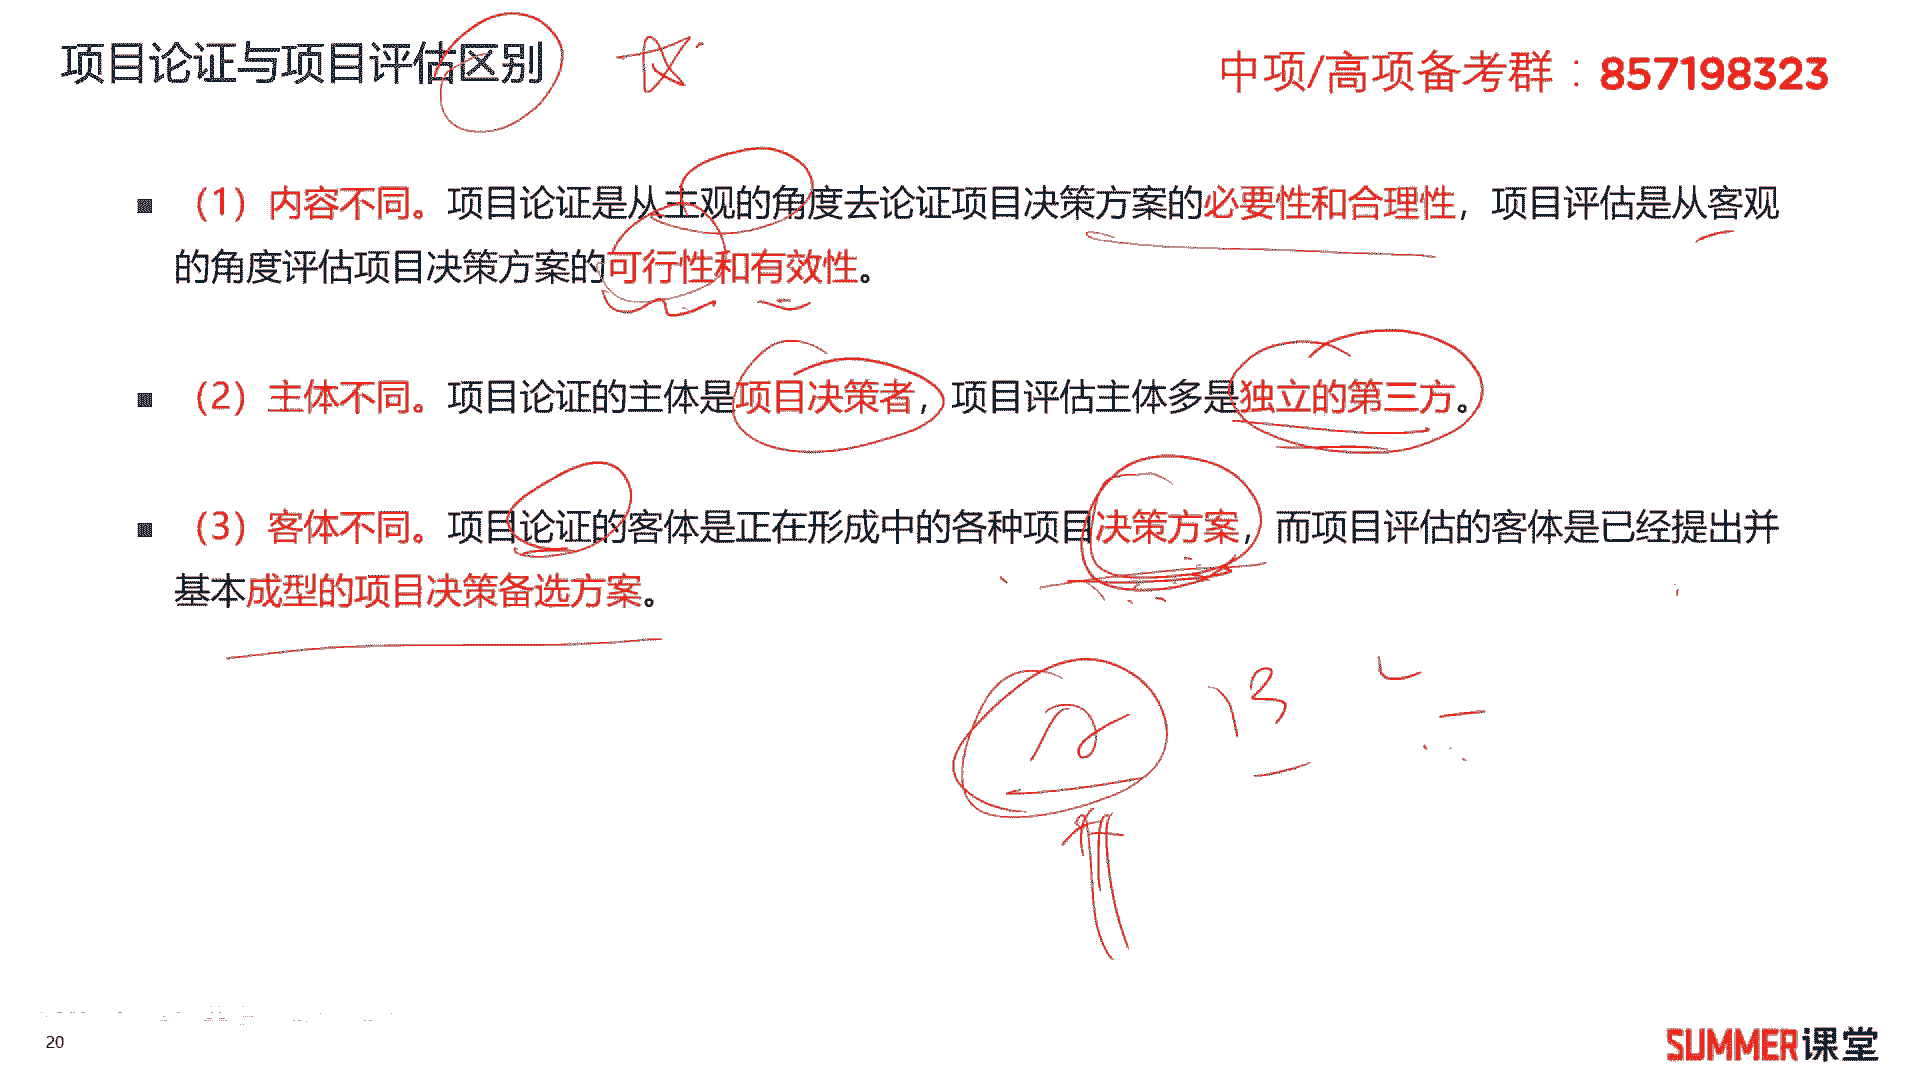 项目论证与项目评估区别
中项/高项备考群：857198323
（1）内容不同。项目论证是从主观的角度去论证项目决策方案的必要性和合理性，项目评估是从客观
的角度评估项目决策方案的可行性和有效性。
（2）主体不同。项目论证的主体是项目决策者，项目评估主体多是独立的第三方。
（3）客体不同。项目论证的客体是正在形成中的各种项目决策方案，而项目评估的客体是已经提出并
基本成型的项目决策备选方案。
20
SUMMER课堂